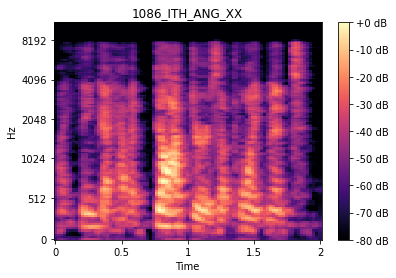 1086_ITH_ANG_XX
8192
4096
2048
1024
512
0
Hz
0
0.5
1
1.5
2
Time
+0 dB
-10 dB
-20 dB
-30 dB
-40 dB
-50 dB
-60 dB
-70 dB
-80 dB